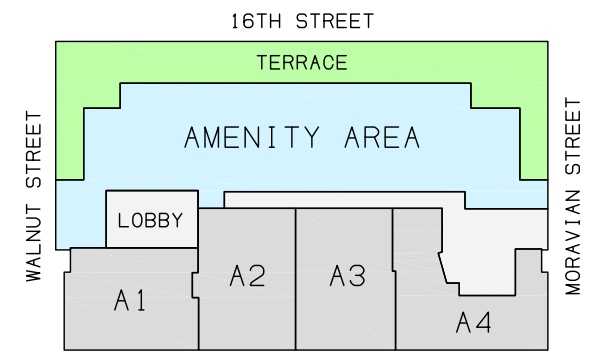 16TH STREET
TERRACE
AMENITY AREA
WALNUT STREET
MORAVIAN STREET
LOBBY
A1
A2
A3
A4